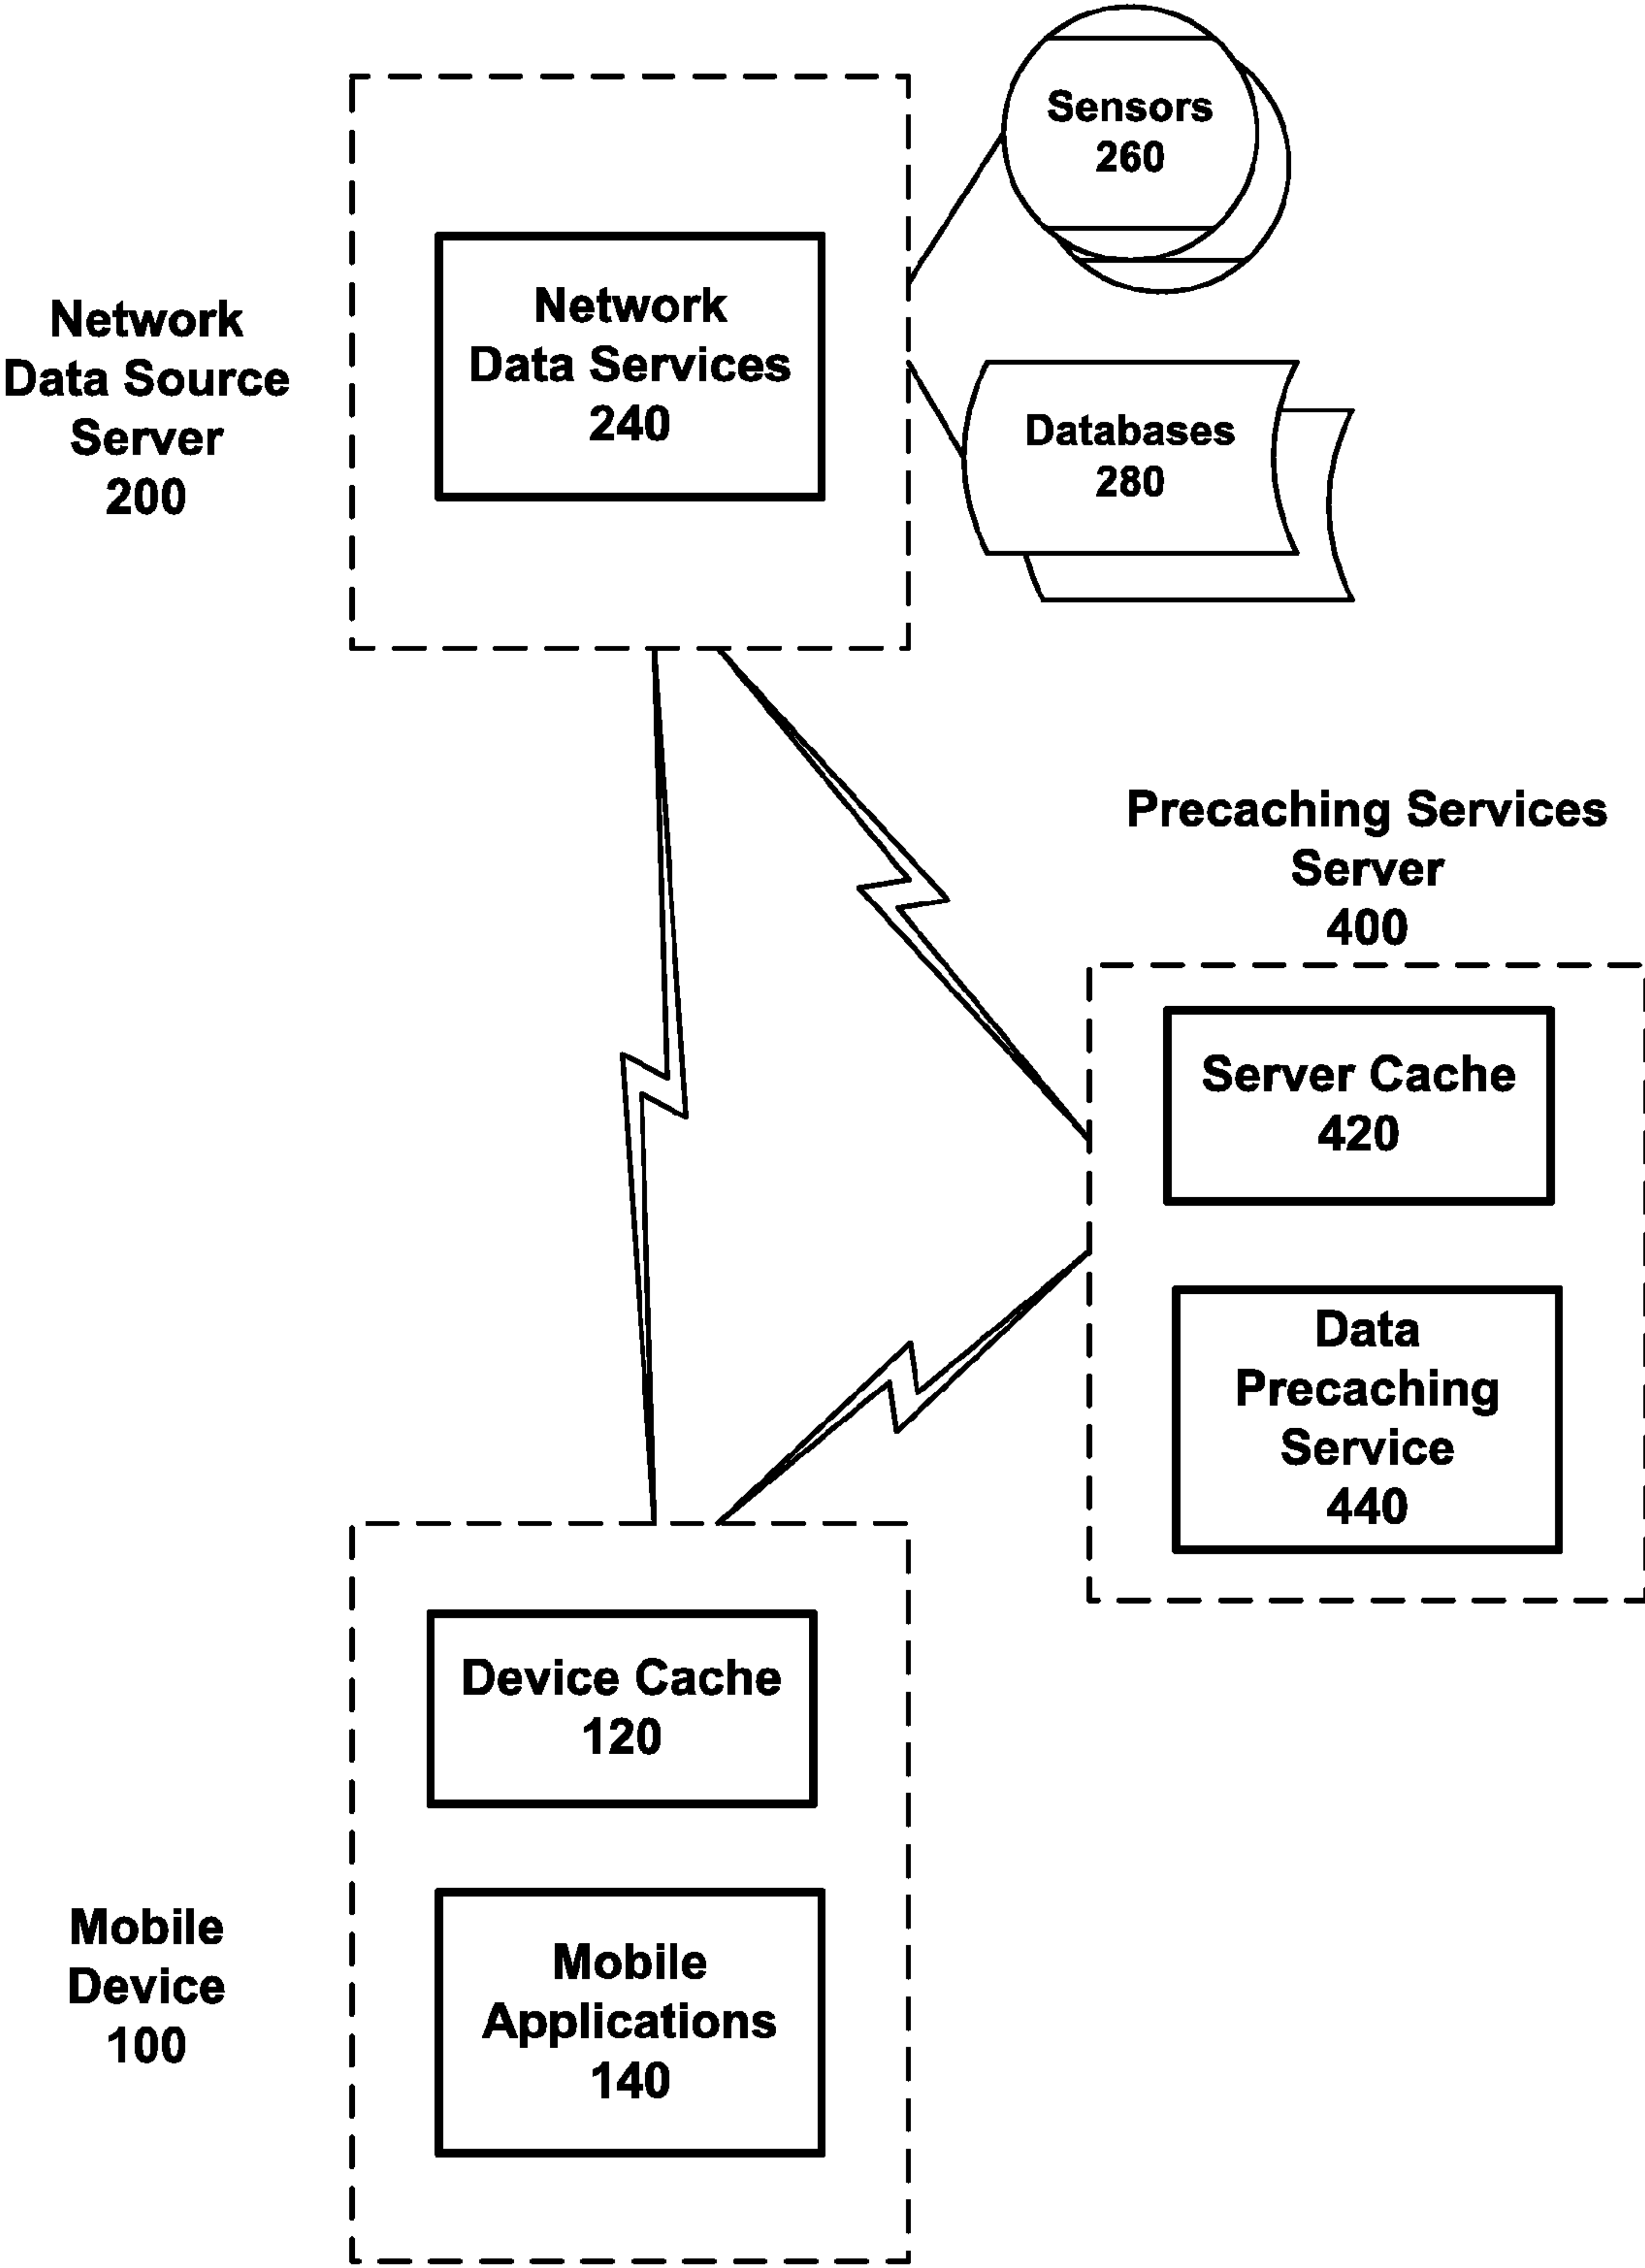 Sensors
260
Network
Data Source
Server
200
Network
Data Services
240
Databases
280
Precaching Services
Server
400
Server Cache
420
Data
Precaching
Service
440
Device Cache
120
Mobile
Device
100
Mobile
Applications
140